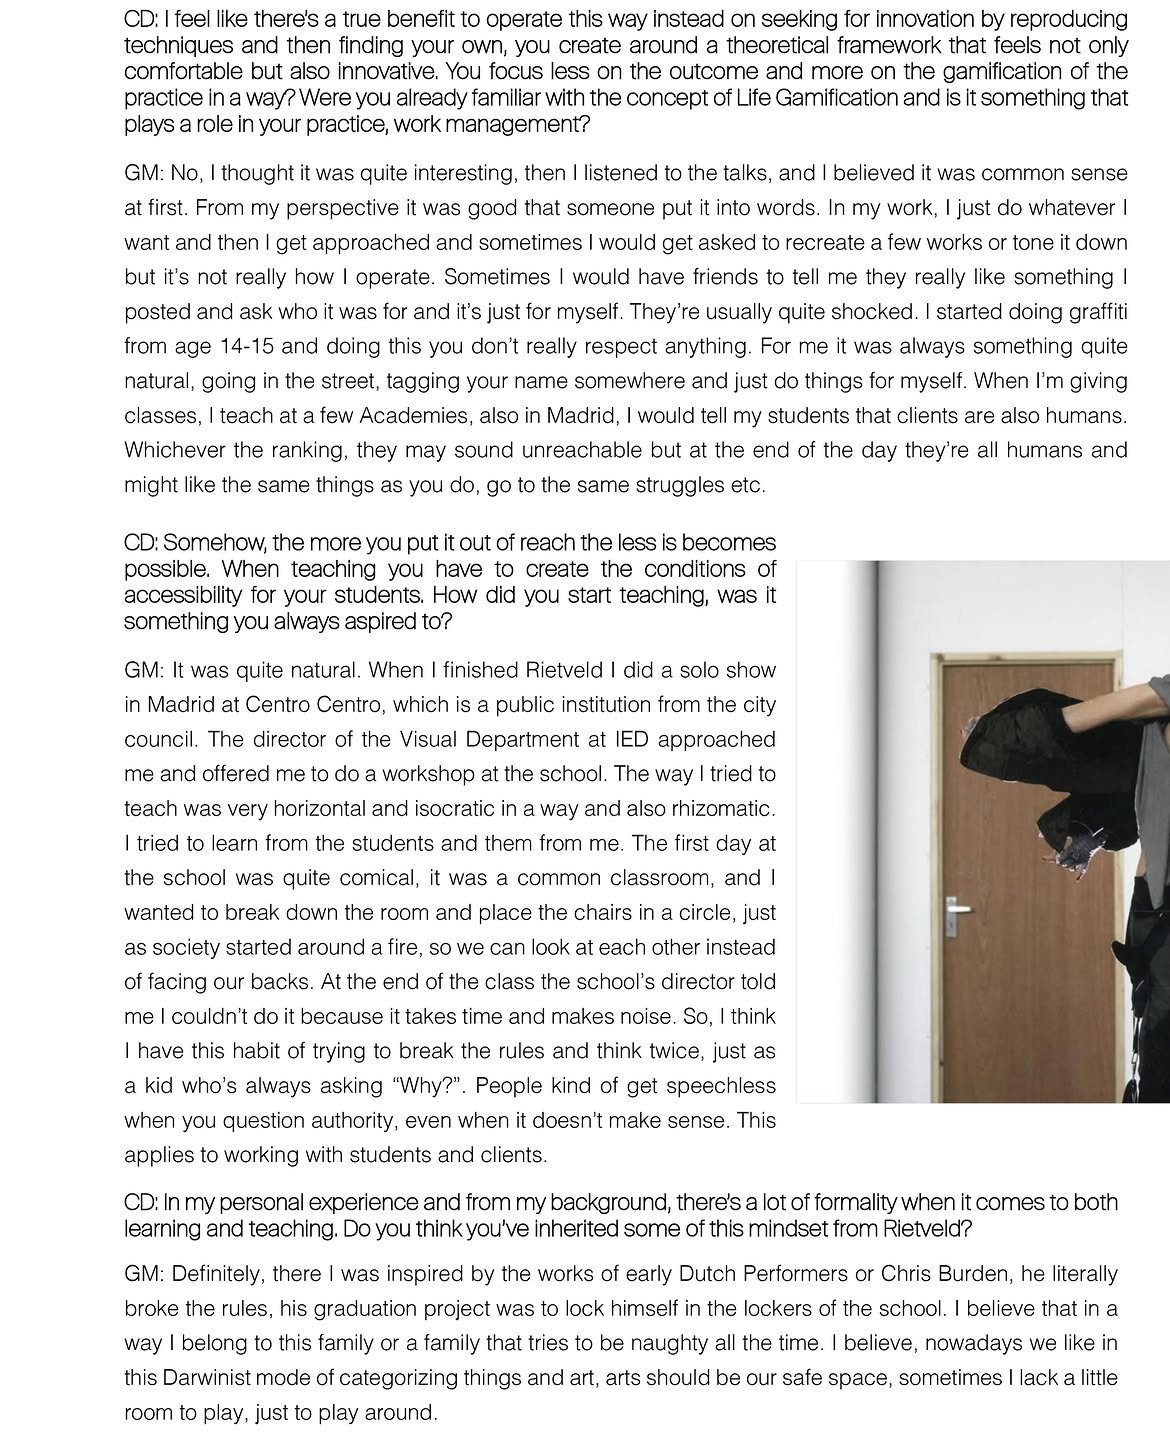 CD: I feel like there's a true benefit to operate this way instead on seeking for innovation by reproducing
techniques and then finding your own, you create around a theoretical framework that feels not only
comfortable but also innovative. You focus less on the outcome and more on the gamification of the
practice in a way? Were you already familiar with the concept of Life Gamification and is it something that
plays a role in your practice, work management?
GM: No, I thought it was quite interesting, then I listened to the talks, and I believed it was common sense
at first. From my perspective it was good that someone put it into words. In my work, I just do whatever I
want and then I get approached and sometimes I would get asked to recreate a few works or tone it down
but it's not really how I operate. Sometimes I would have friends to tell me they really like something I
posted and ask who it was for and it's just for myself. They're usually quite shocked. I started doing graffiti
from age 14-15 and doing this you don't really respect anything. For me it was always something quite
natural, going in the street, tagging your name somewhere and just do things for myself. When I'm giving
classes, I teach at a few Academies, also in Madrid, I would tell my students that clients are also humans.
Whichever the ranking, they may sound unreachable but at the end of the day they're all humans and
might like the same things as you do, go to the same struggles etc.
CD: Somehow, the more you put it out of reach the less is becomes
possible. When teaching you have to create the conditions of
accessibility for your students. How did you start teaching, was it
something you always aspired to?
GM: It was quite natural. When I finished Rietveld I did a solo show
in Madrid at Centro Centro, which is a public institution from the city
council. The director of the Visual Department at IED approached
me and offered me to do a workshop at the school. The way I tried to
teach was very horizontal and isocratic in a way and also rhizomatic.
I tried to learn from the students and them from me. The first day at
the school was quite comical, it was a common classroom, and I
wanted to break down the room and place the chairs in a circle, just
as society started around a fire, so we can look at each other instead
of facing our backs. At the end of the class the school's director told
me I couldn't do it because it takes time and makes noise. So, I think
I have this habit of trying to break the rules and think twice, just as
a kid who's always asking “Why?”. People kind of get speechless
when you question authority, even when it doesn't make sense. This
applies to working with students and clients.
CD: In my personal experience and from my background, there's a lot of formality when it comes to both
learning and teaching. Do you think you've inherited some of this mindset from Rietveld?
GM: Definitely, there I was inspired by the works of early Dutch Performers or Chris Burden, he literally
broke the rules, his graduation project was to lock himself in the lockers of the school. I believe that in a
way I belong to this family or a family that tries to be naughty all the time. I believe, nowadays we like in
this Darwinist mode of categorizing things and art, arts should be our safe space, sometimes I lack a little
room to play, just to play around.